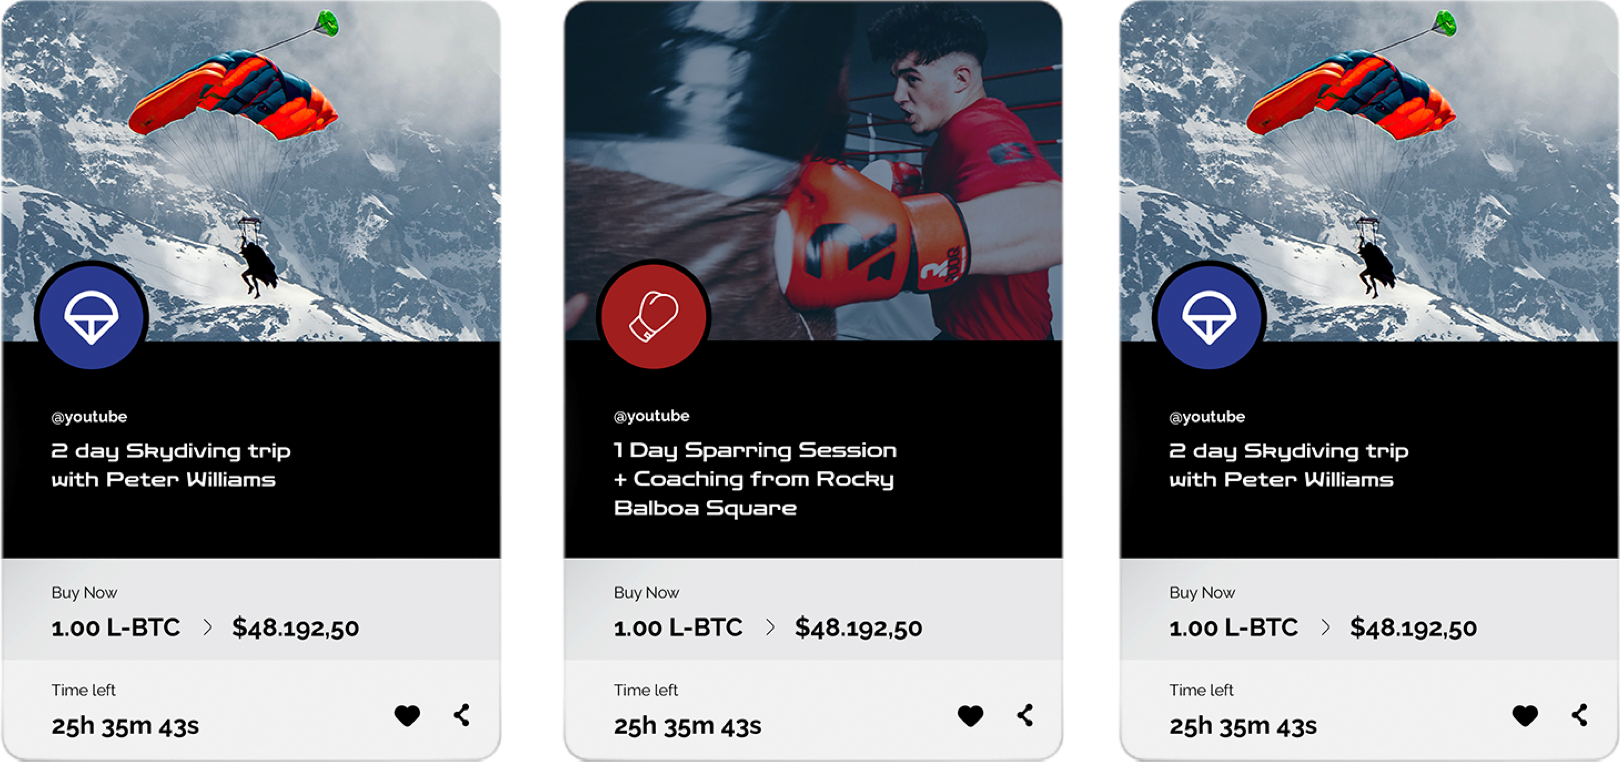 @youtube
2 day Skydiving trip
with Peter Williams
Buy Now
1.00 L-BTC > $48.192,50
Time left
25h 35m 43s
@youtube
1 Day Sparring Session
+ Coaching from Rocky
Balboa Square
Buy Now
1.00 L-BTC > $48.192,50
Time left
25h 35m 43s
@youtube
2 day Skydiving trip
with Peter Williams
Buy Now
1.00 L-BTC > $48.192,50
Time left
25h 35m 43s